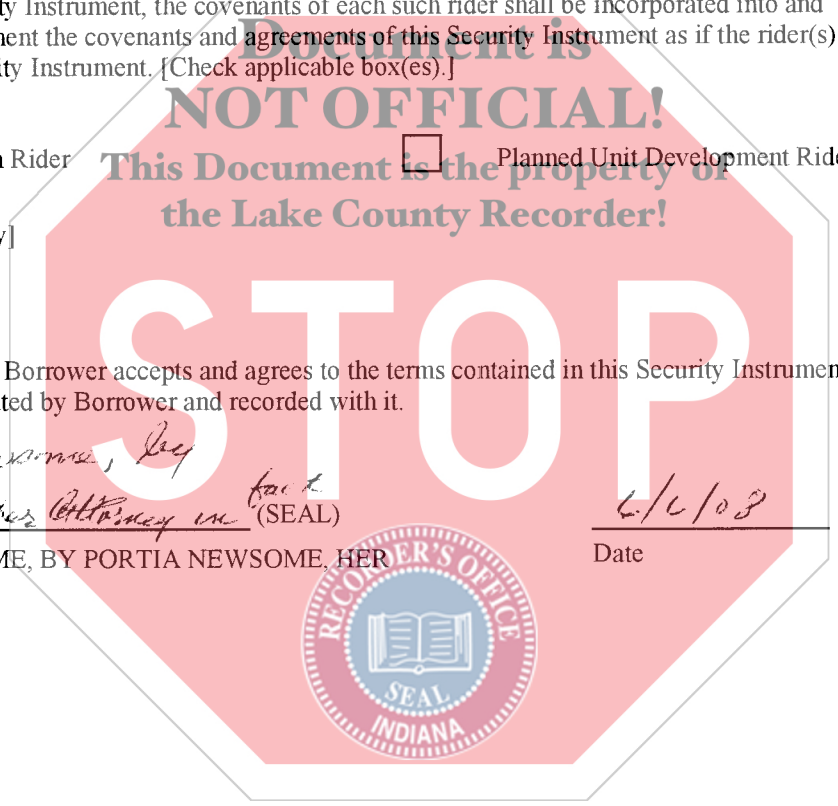 ty Instrument, the covenants of each such rider shall be incorporated into and
ent the covenants and agreements of this Security Instrument as if the rider(s)
ity Instrument. [Check applicable box(es).]
Document is
NOT OFFICIAL!
Rider
Planned Unit Development Ride
This Document is the property of
the Lake County Recorder!
y]
STOP
Borrower accepts and agrees to the terms contained in this Security Instrumen
ted by Borrower and recorded with it.
by
fact
her Attorney in (SEAL)
6/6/08
ME, BY PORTIA NEWSOME, HER
Date
RECORDER'S OFFICE
SEAL
INDIANA